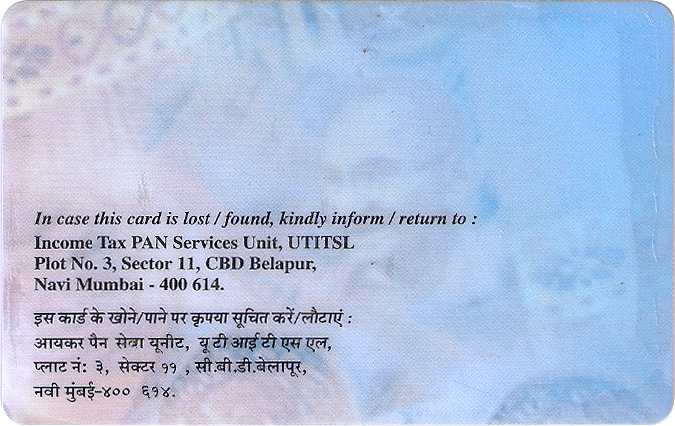 In case this card is lost / found, kindly inform / return to :
Income Tax PAN Services Unit, UTITSL
Plot No. 3, Sector 11, CBD Belapur,
Navi Mumbai - 400 614.
इस कार्ड के खोने/पाने पर कृपया सूचित करें/लौटाएं :
आयकर पैन सेवा यूनीट, यू टी आई टी एस एल,
प्लाट नं: ३, सेक्टर ११ , सी.बी.डी.बेलापूर,
नवी मुंबई-४०० ६१४.